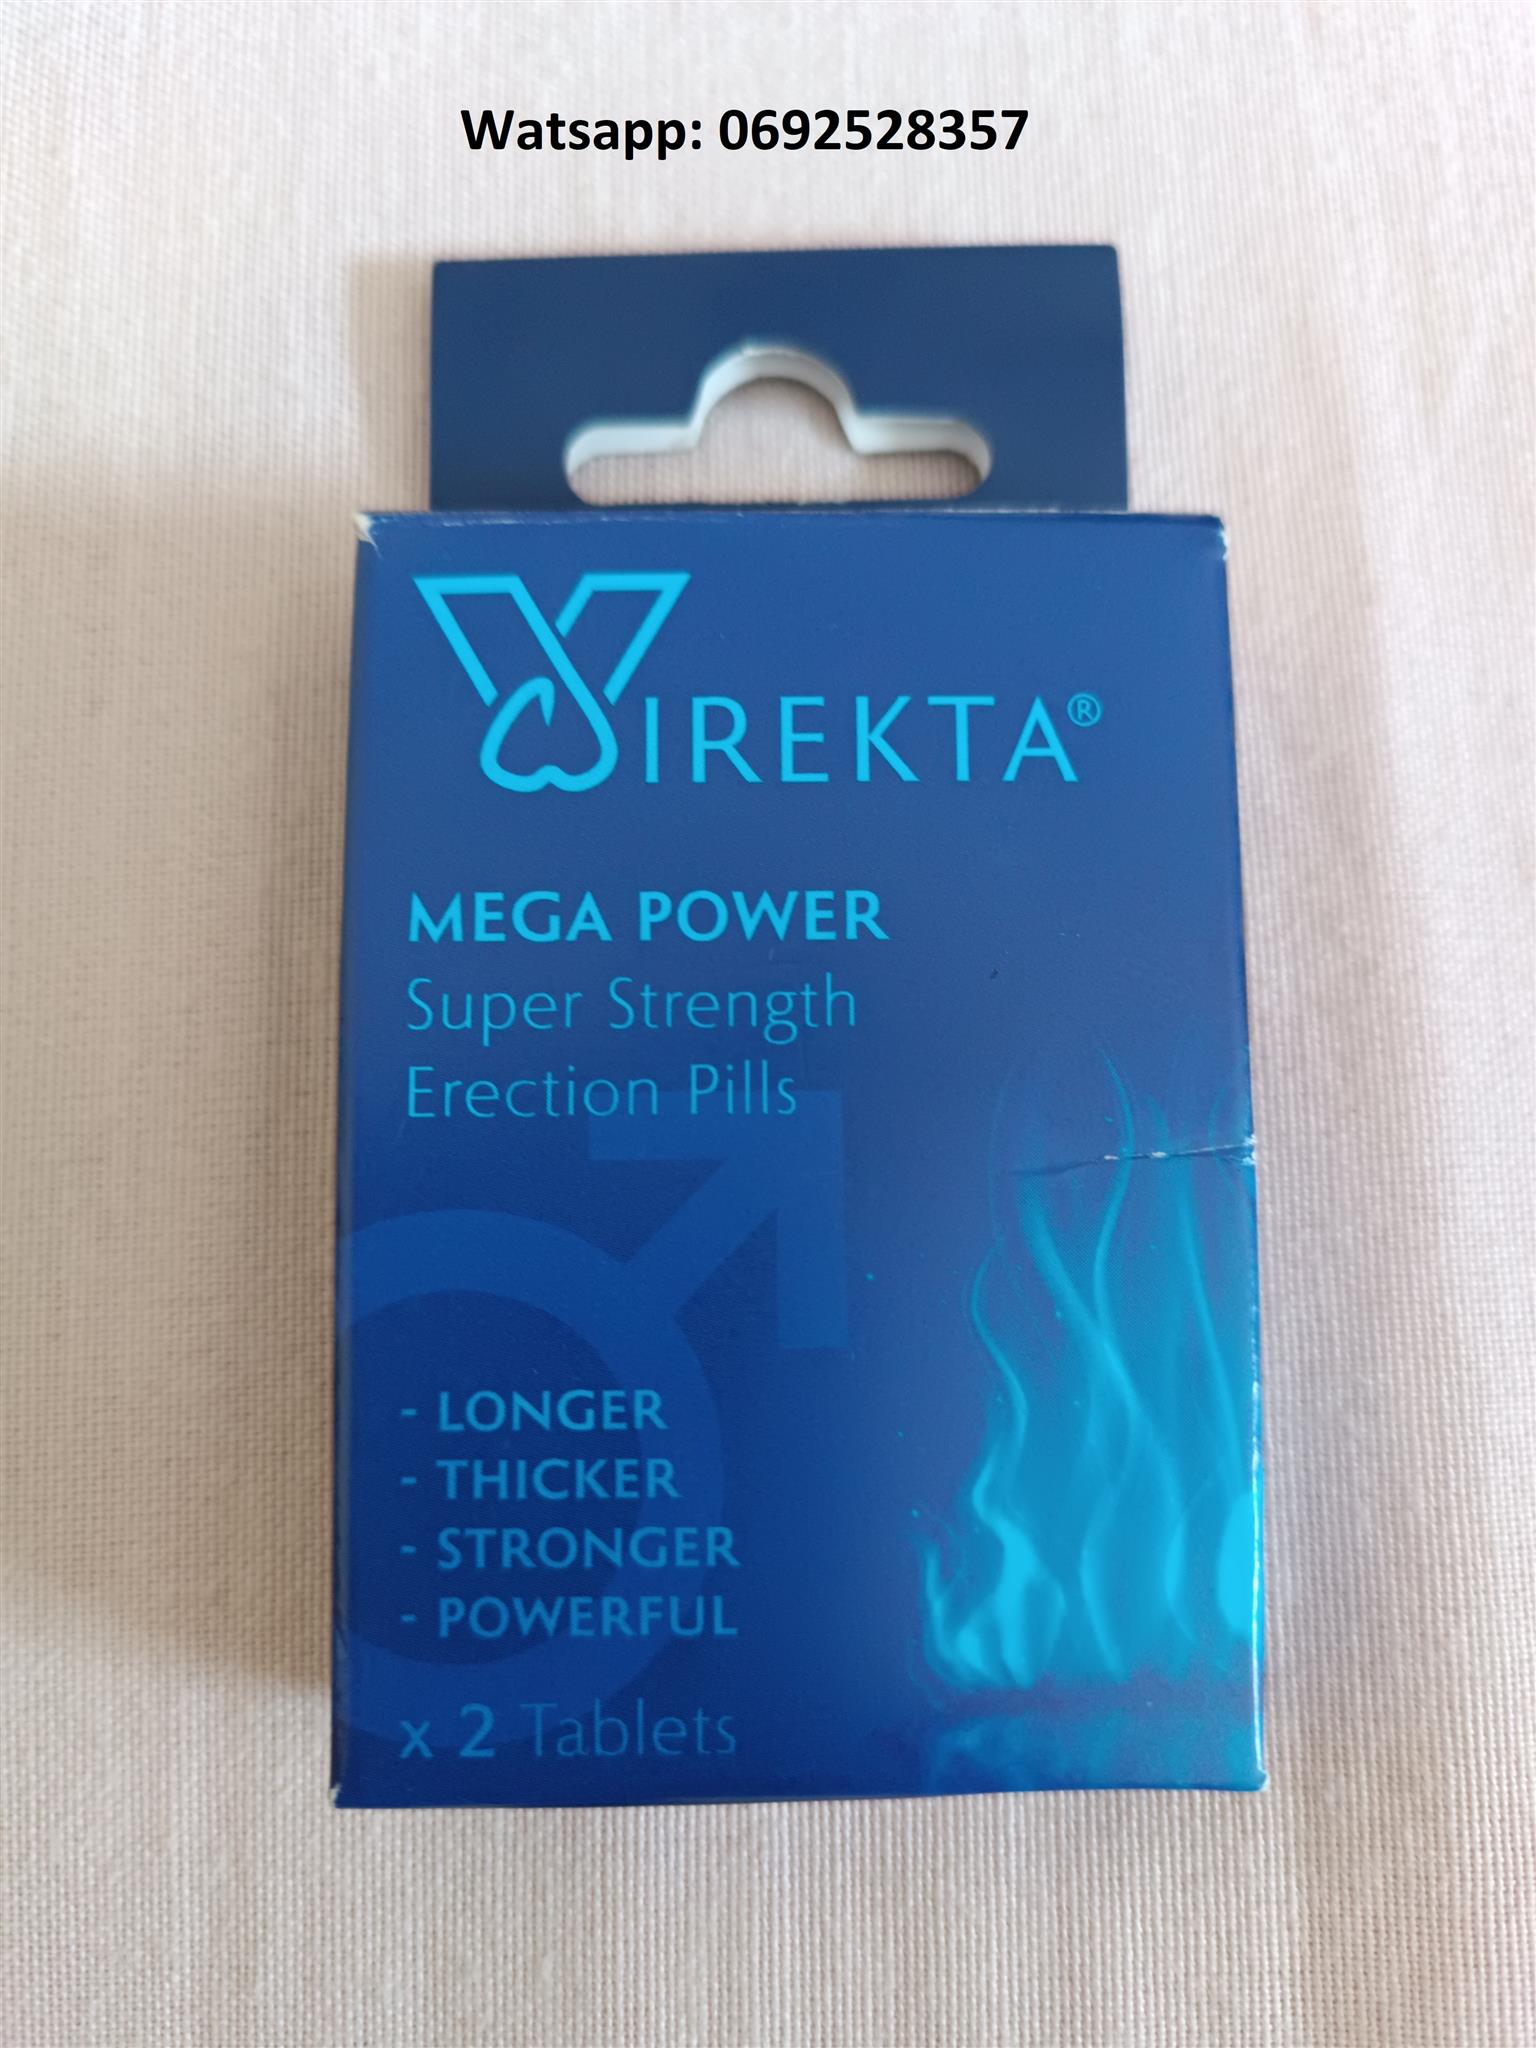 Watsapp: 0692528357
VIREKTA®
MEGA POWER
Super Strength
Erection Pills
- LONGER
- THICKER
- STRONGER
- POWERFUL
x 2 Tablets